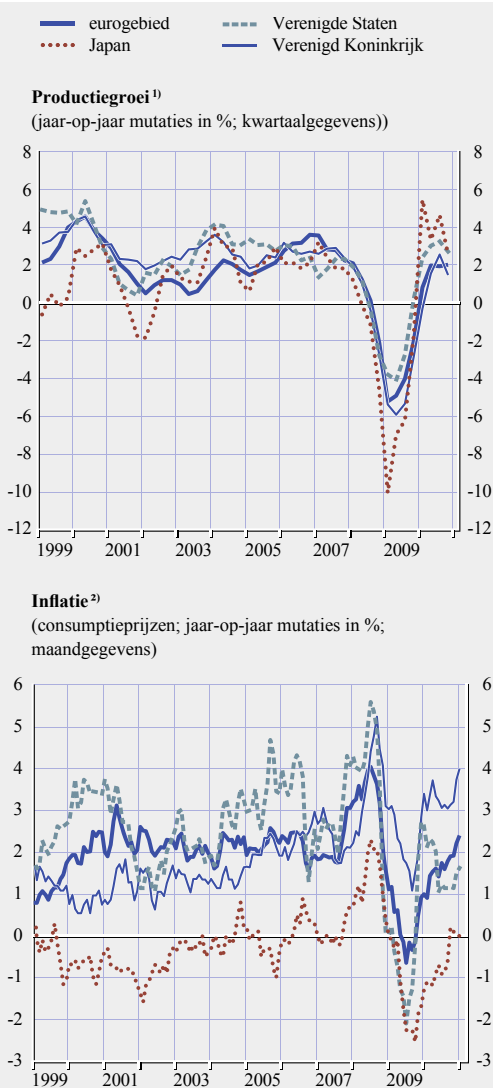 eurogebied
Verenigde Staten
Japan
Verenigd Koninkrijk
Productiegroei 1)
(jaar-op-jaar mutaties in %; kwartaalgegevens))
8 8
6 6
4 4
2 2
0 0
-2 -2
-4 -4
-6 -6
-8 -8
-10 -10
-12 -12
1999 2001 2003 2005 2007 2009
Inflatie 2)
(consumptieprijzen; jaar-op-jaar mutaties in %;
maandgegevens)
6 6
5 5
4 4
3 3
2 2
1 1
0 0
-1 -1
-2 -2
-3 -3
1999 2001 2003 2005 2007 2009